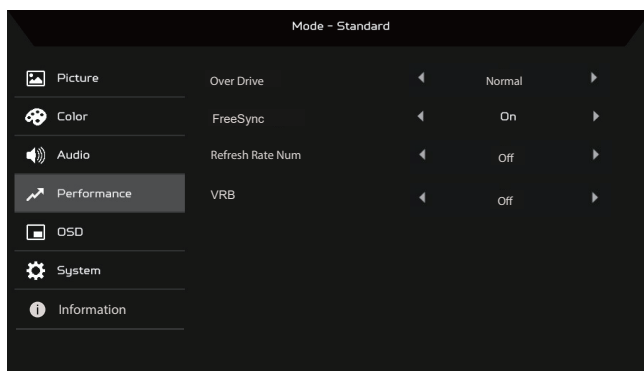 Mode - Standard
Picture
Over Drive Normal
Color
FreeSync On
Audio
Refresh Rate Num Off
Performance
VRB Off
OSD
System
Information